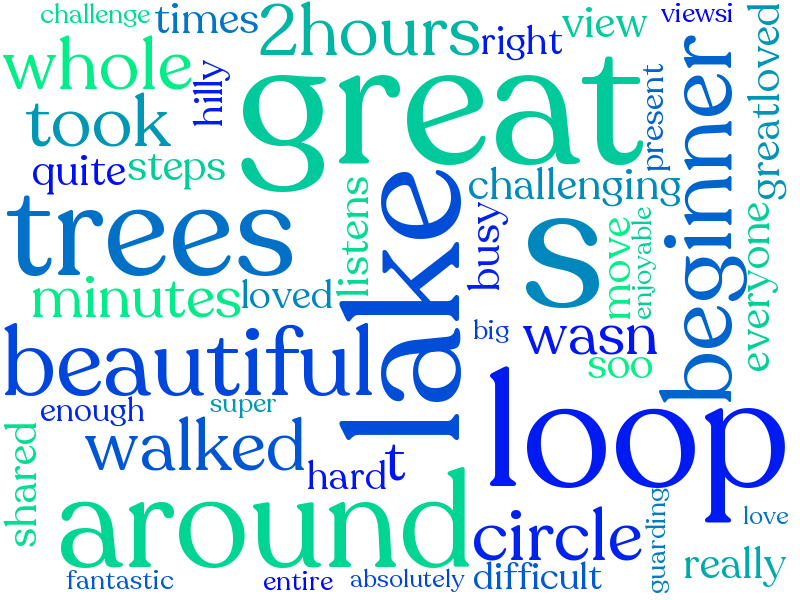 challenge
times
2hours
right
view
viewsi
whole
great
hilly
took
quite
steps
present
beginner
greatloved
challenging
trees
lake
listens
busy
s
move
enjoyable
everyone
minutes
loved
big
wasn
soo
beautiful
enough
super
loop
walked
hard
t
shared
around
circle
guarding
love
really
fantastic
entire
absolutely
difficult